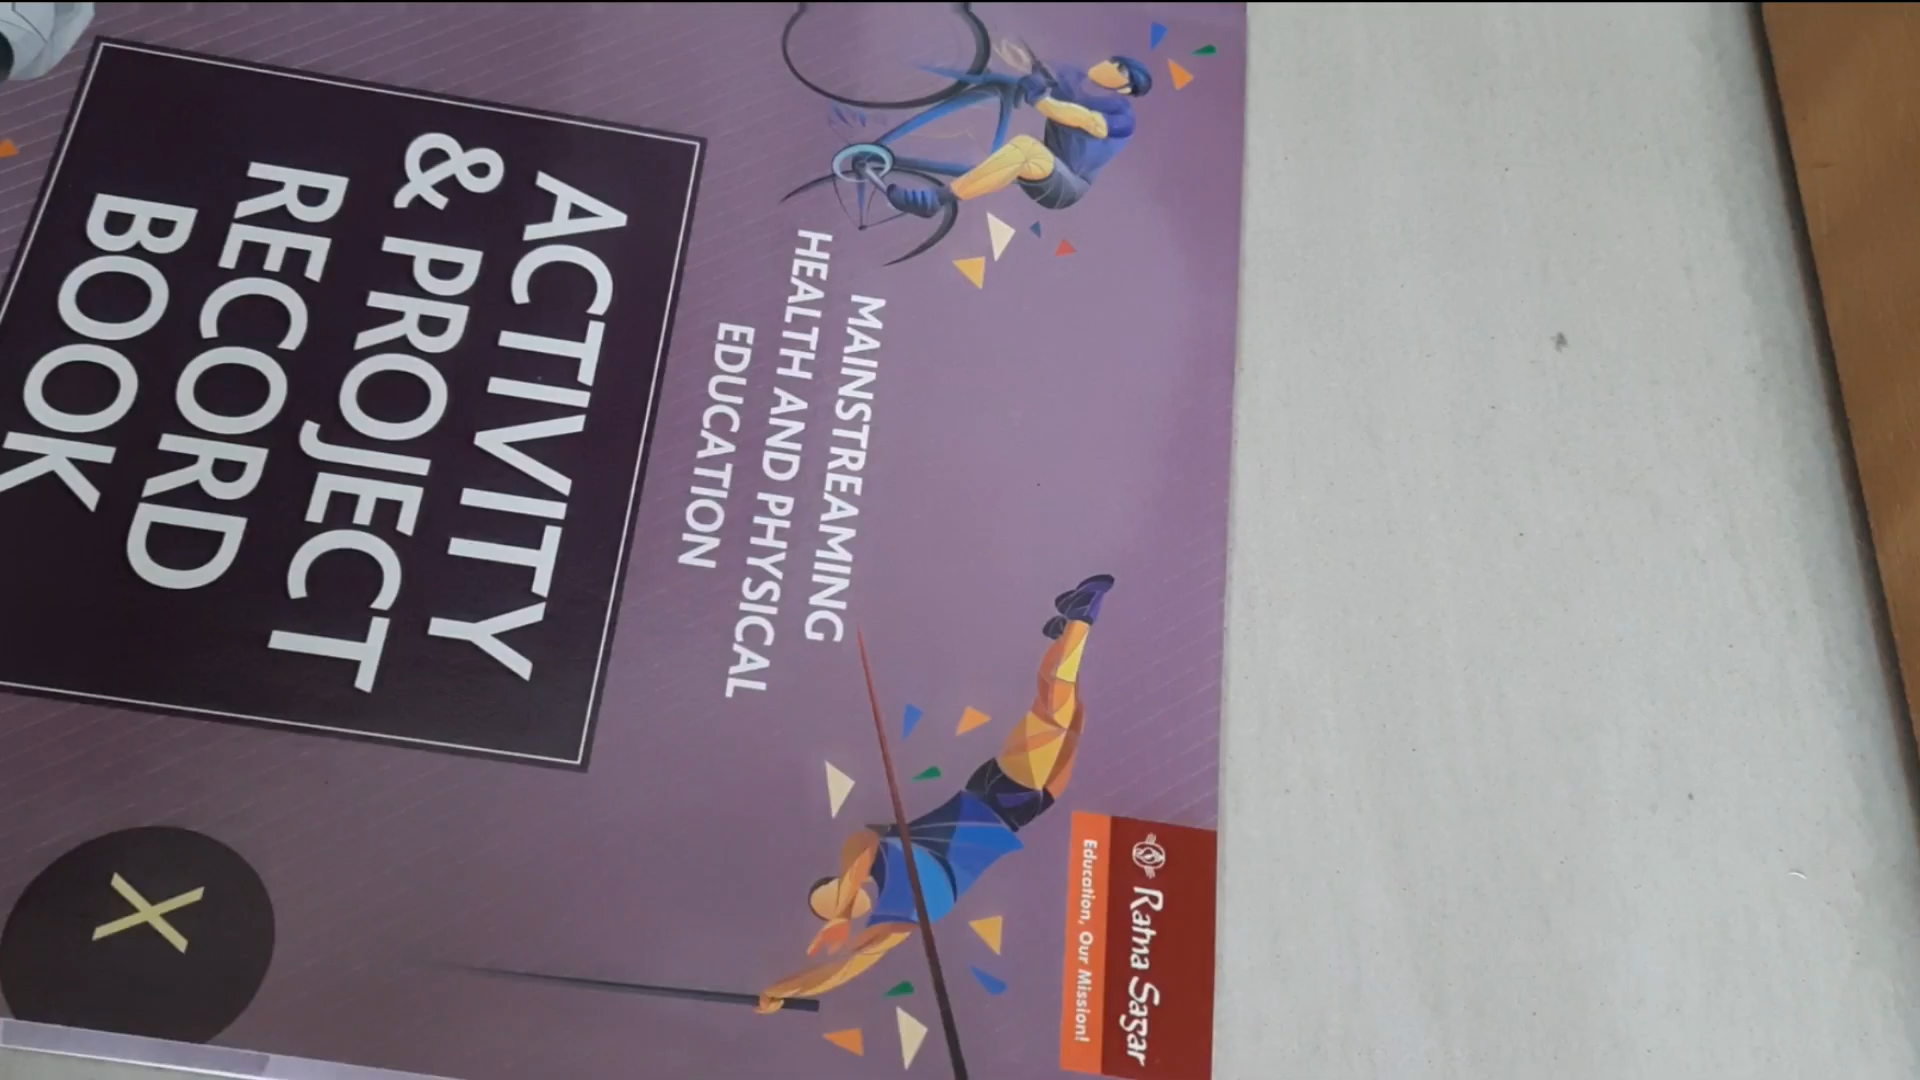 Ratna Sagar
Education, Our Mission!
MAINSTREAMING
HEALTH AND PHYSICAL
EDUCATION
ACTIVITY
& PROJECT
RECORD
BOOK
X